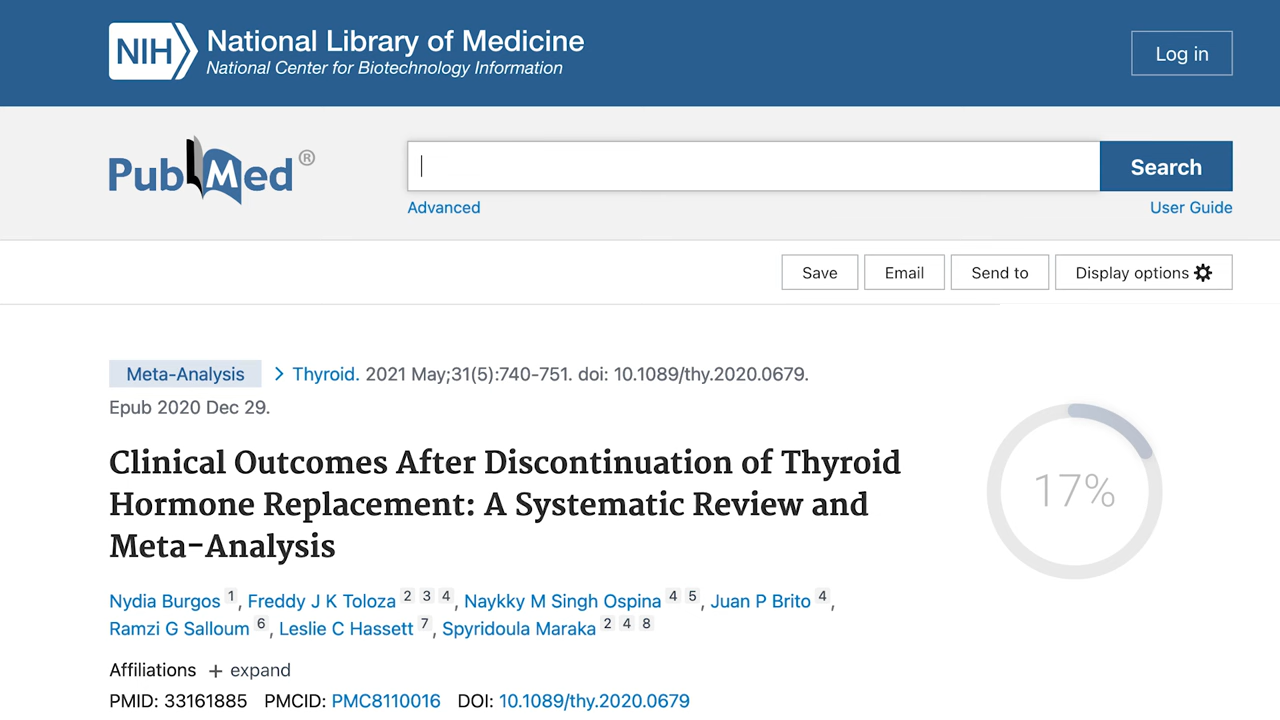 NIH National Library of Medicine
National Center for Biotechnology Information
Log in
PubMed®
Search
Advanced
User Guide
Save
Email
Send to
Display options
Meta-Analysis Thyroid. 2021 May;31(5):740-751. doi: 10.1089/thy.2020.0679.
Epub 2020 Dec 29.
Clinical Outcomes After Discontinuation of Thyroid
Hormone Replacement: A Systematic Review and
Meta-Analysis
17%
Nydia Burgos 1, Freddy J K Toloza 2 3 4, Naykky M Singh Ospina 4 5, Juan P Brito 4,
Ramzi G Salloum 6, Leslie C Hassett 7, Spyridoula Maraka 2 4 8
Affiliations + expand
PMID: 33161885 PMCID: PMC8110016 DOI: 10.1089/thy.2020.0679